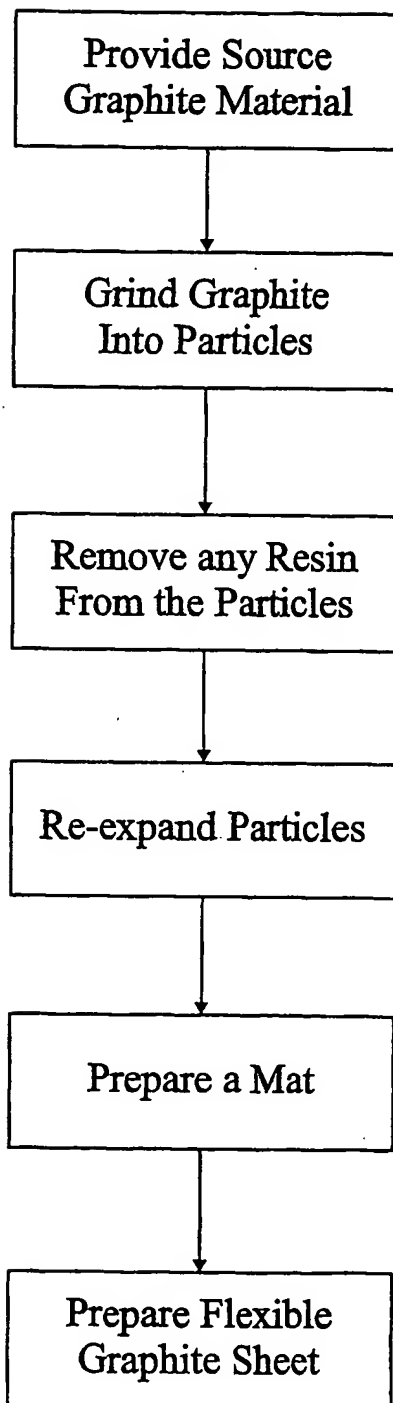 Provide Source
Graphite Material
Grind Graphite
Into Particles
Remove any Resin
From the Particles
Re-expand Particles
Prepare a Mat
Prepare Flexible
Graphite Sheet